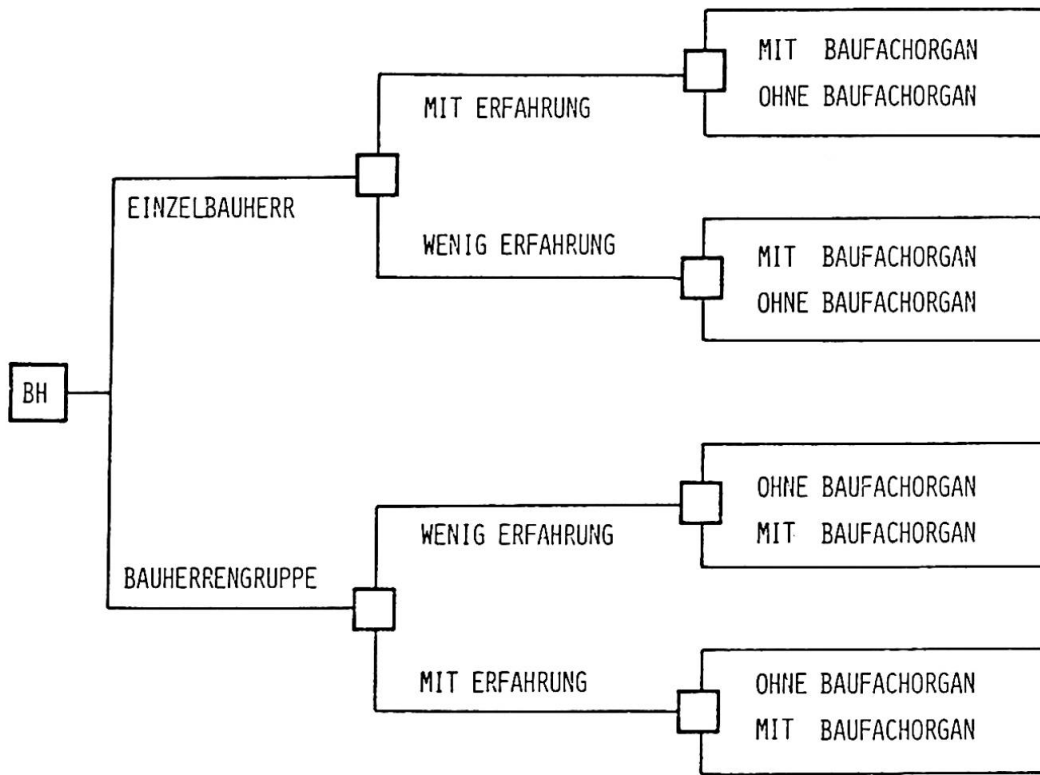 MIT BAUFACHORGAN
OHNE BAUFACHORGAN
MIT ERFAHRUNG
EINZELBAUHERR
WENIG ERFAHRUNG
MIT BAUFACHORGAN
OHNE BAUFACHORGAN
BH
OHNE BAUFACHORGAN
MIT BAUFACHORGAN
WENIG ERFAHRUNG
BAUHERRENGRUPPE
MIT ERFAHRUNG
OHNE BAUFACHORGAN
MIT BAUFACHORGAN